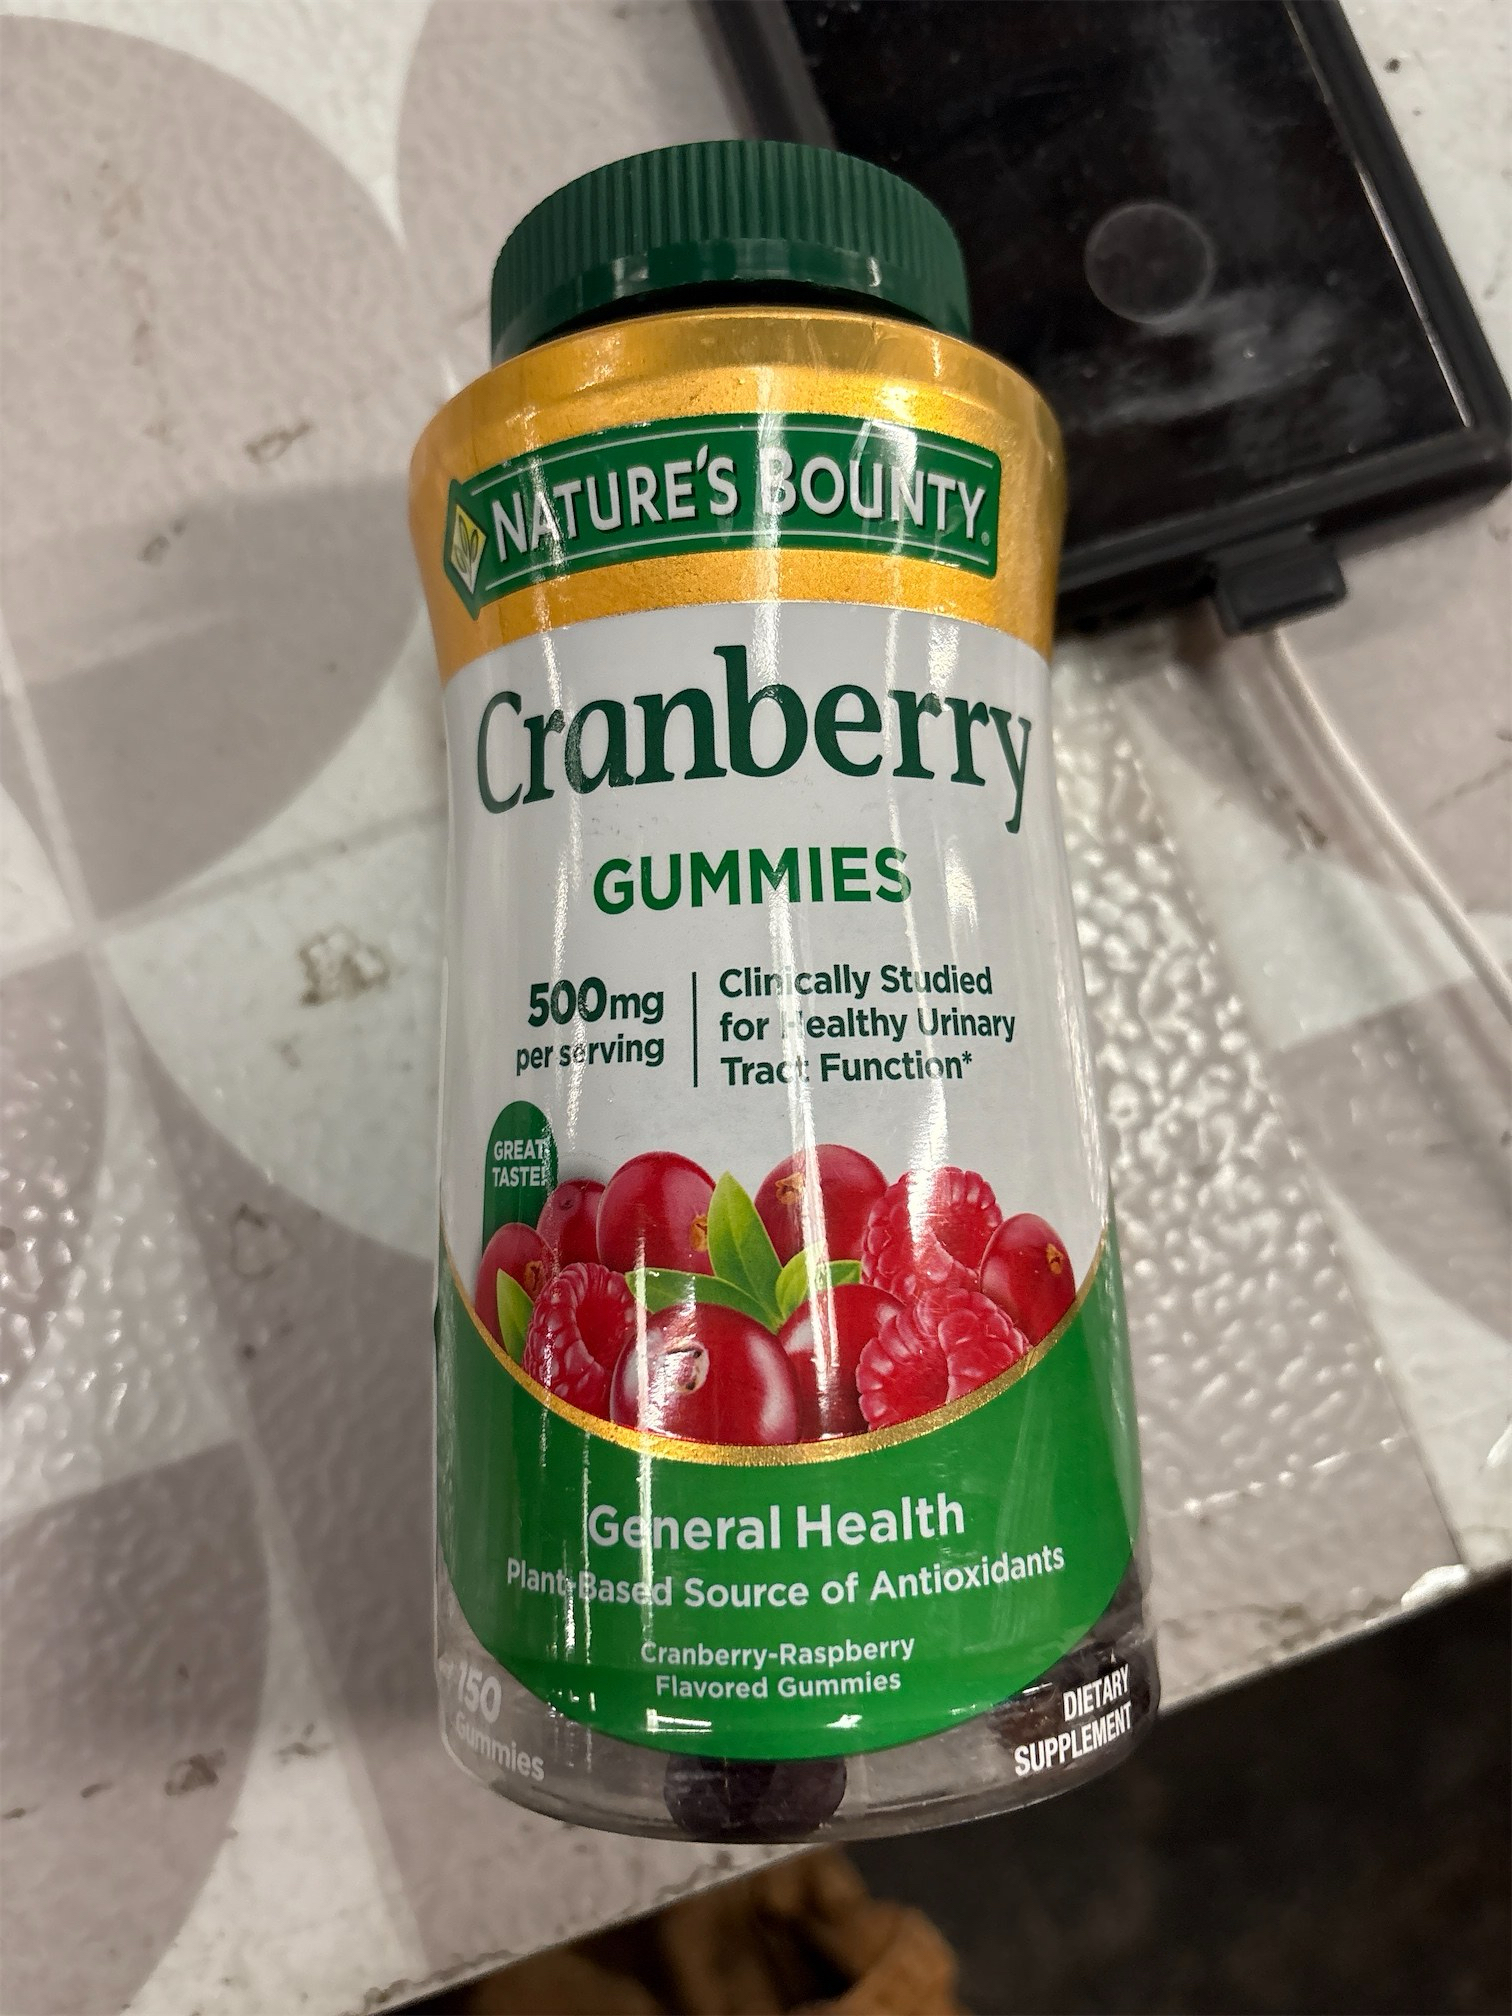 NATURE'S BOUNTY®
Cranberry
GUMMIES
500mg
per serving
Clinically Studied
for Healthy Urinary
Tract Function*
GREAT
TASTE!
General Health
Plant-Based Source of Antioxidants
Cranberry-Raspberry
Flavored Gummies
150
Gummies
DIETARY
SUPPLEMENT